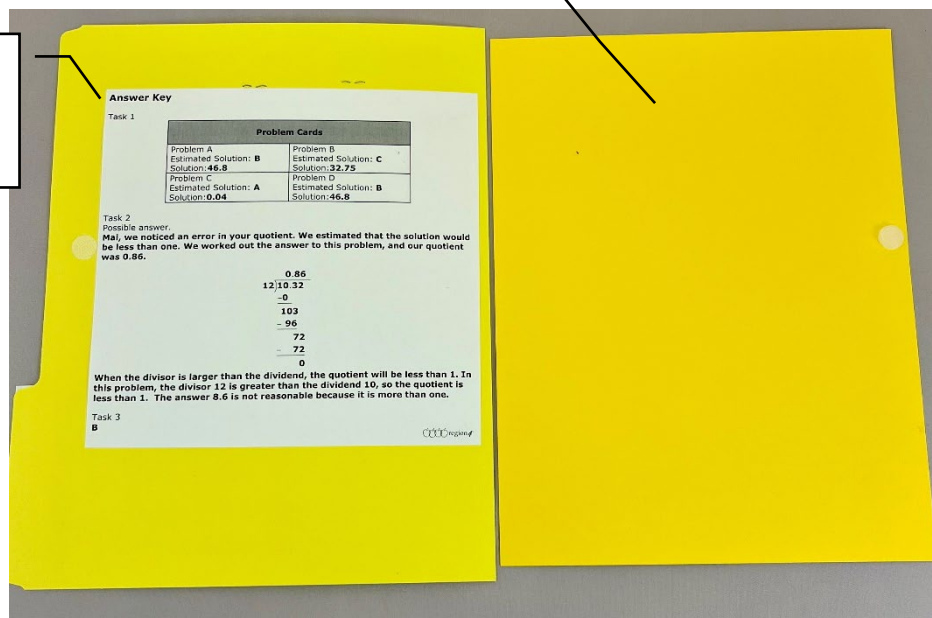 Answer Key
Task 1
Problem Cards
Problem A
Estimated Solution: B
Solution:46.8
Problem B
Estimated Solution: C
Solution:32.75
Problem C
Estimated Solution: A
Solution:0.04
Problem D
Estimated Solution: B
Solution:46.8
Task 2
Possible answer.
Mai, we noticed an error in your quotient. We estimated that the solution would
be less than one. We worked out the answer to this problem, and our quotient
was 0.86.
0.86
12)10.32
-0
103
- 96
72
- 72
0
When the divisor is larger than the dividend, the quotient will be less than 1. In
this problem, the divisor 12 is greater than the dividend 10, so the quotient is
less than 1. The answer 8.6 is not reasonable because it is more than one.
Task 3
B
region4